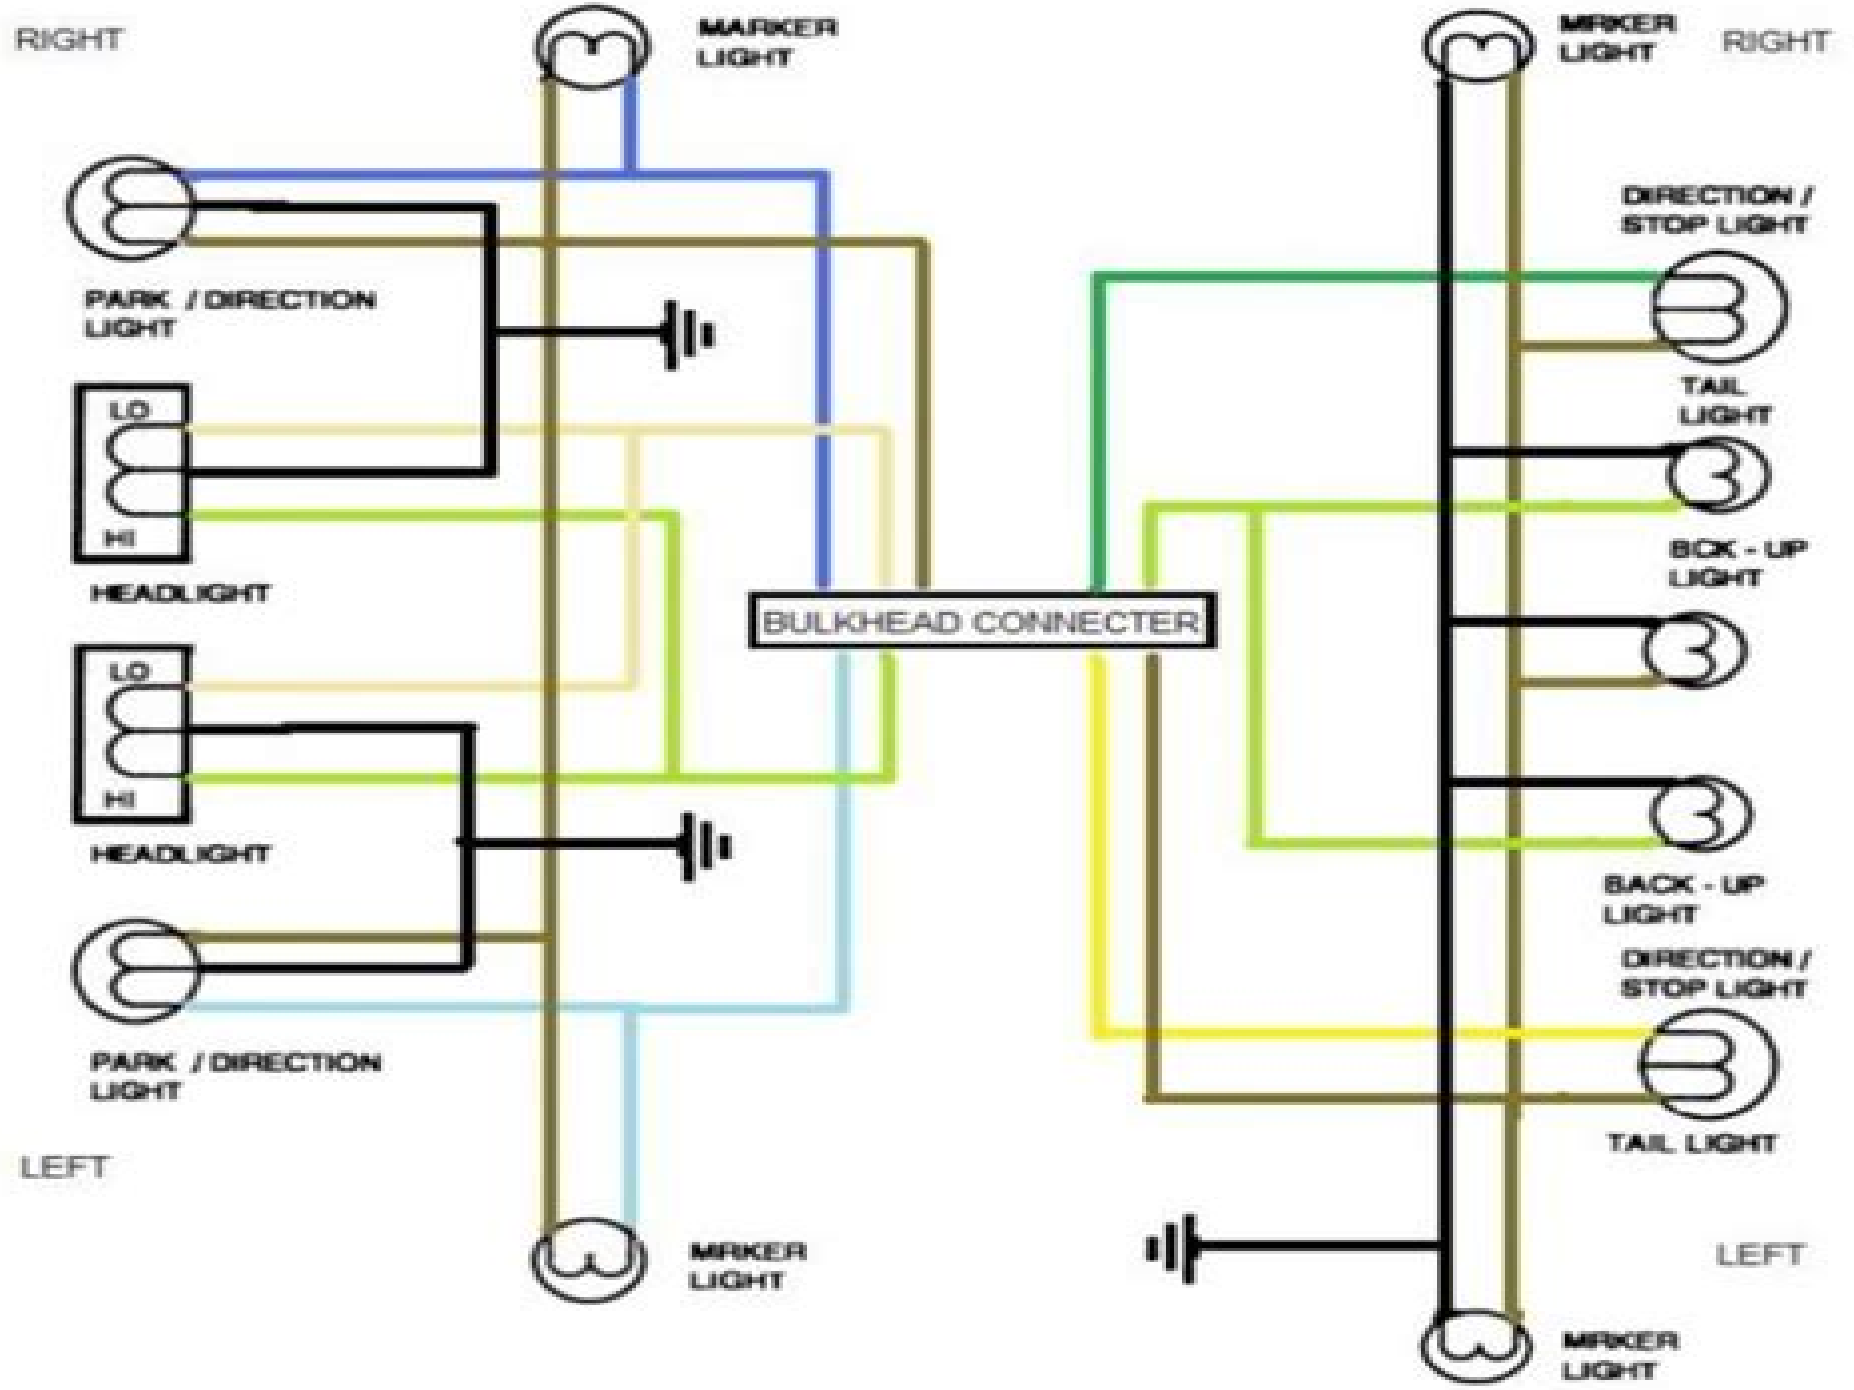 RIGHT
MARKER
LIGHT
MRKER
LIGHT
RIGHT
DIRECTION /
STOP LIGHT
PARK / DIRECTION
LIGHT
TAIL
LIGHT
LO
HI
HEADLIGHT
BCK - UP
LIGHT
BULKHEAD CONNECTER
LO
HI
HEADLIGHT
BACK - UP
LIGHT
DIRECTION /
STOP LIGHT
PARK / DIRECTION
LIGHT
TAIL LIGHT
LEFT
MRKER
LIGHT
LEFT
MRKER
LIGHT